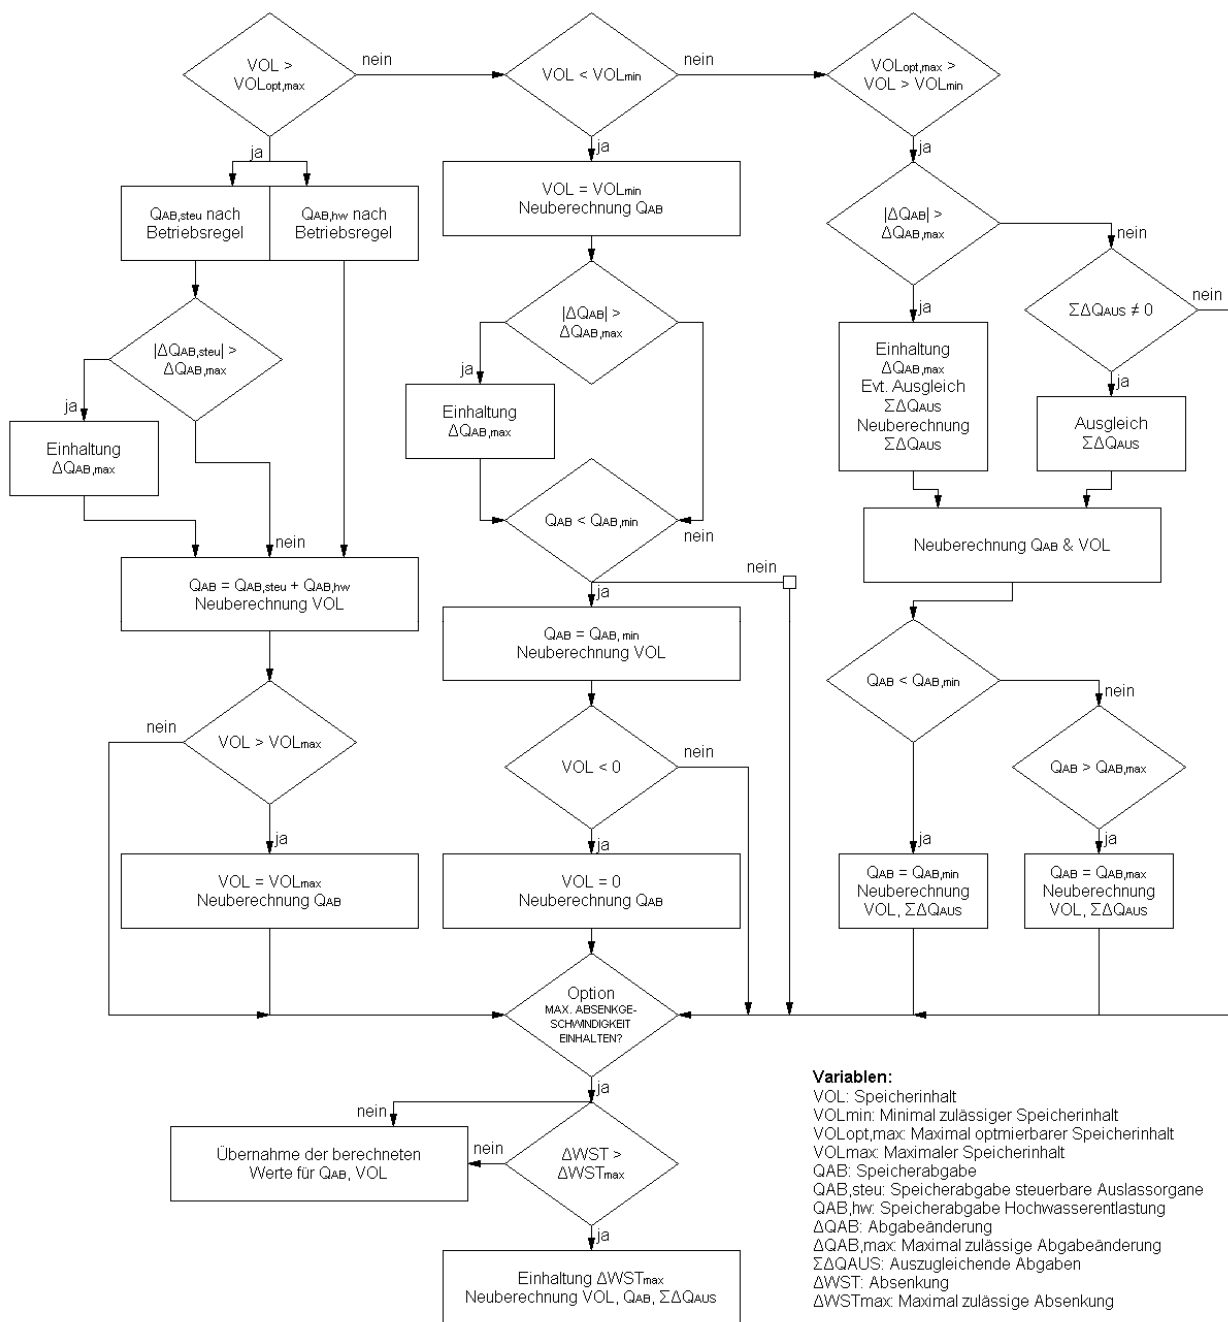 VOL >
VOLopt,max
nein
VOL < VOLmin
nein
VOLopt,max >
VOL > VOLmin
ja
ja
ja
QAB,steu nach
Betriebsregel
QAB,hw nach
Betriebsregel
VOL = VOLmin
Neuberechnung QAB
|ΔQAB| >
ΔQAB,max
nein
|ΔQAB,steu| >
ΔQAB,max
ja
nein
Einhaltung
ΔQAB,max
|ΔQAB| >
ΔQAB,max
ja
Einhaltung
ΔQAB,max
QAB < QAB,min
nein
ja
nein
ΣΔQAUS ≠ 0
nein
ja
ja
Einhaltung
ΔQAB,max
Evt. Ausgleich
ΣΔQAUS
Neuberechnung
ΣΔQAUS
Ausgleich
ΣΔQAUS
Neuberechnung QAB & VOL
QAB = QAB,steu + QAB,hw
Neuberechnung VOL
QAB = QAB, min
Neuberechnung VOL
QAB < QAB,min
nein
nein
VOL > VOLmax
ja
VOL < 0
nein
ja
QAB > QAB,max
ja
ja
VOL = VOLmax
Neuberechnung QAB
VOL = 0
Neuberechnung QAB
QAB = QAB,min
Neuberechnung
VOL, ΣΔQAUS
QAB = QAB,max
Neuberechnung
VOL, ΣΔQAUS
Option
MAX. ABSENKGE-
SCHWINDIGKEIT
EINHALTEN?
ja
nein
Übernahme der berechneten
Werte für QAB, VOL
nein
ΔWST >
ΔWSTmax
ja
Einhaltung ΔWSTmax
Neuberechnung VOL, QAB, ΣΔQAUS
Variablen:
VOL: Speicherinhalt
VOLmin: Minimal zulässiger Speicherinhalt
VOLopt,max: Maximal optmierbarer Speicherinhalt
VOLmax: Maximaler Speicherinhalt
QAB: Speicherabgabe
QAB,steu: Speicherabgabe steuerbare Auslassorgane
QAB,hw: Speicherabgabe Hochwasserentlastung
ΔQAB: Abgabeänderung
ΔQAB,max: Maximal zulässige Abgabeänderung
ΣΔQAUS: Auszugleichende Abgaben
ΔWST: Absenkung
ΔWSTmax: Maximal zulässige Absenkung